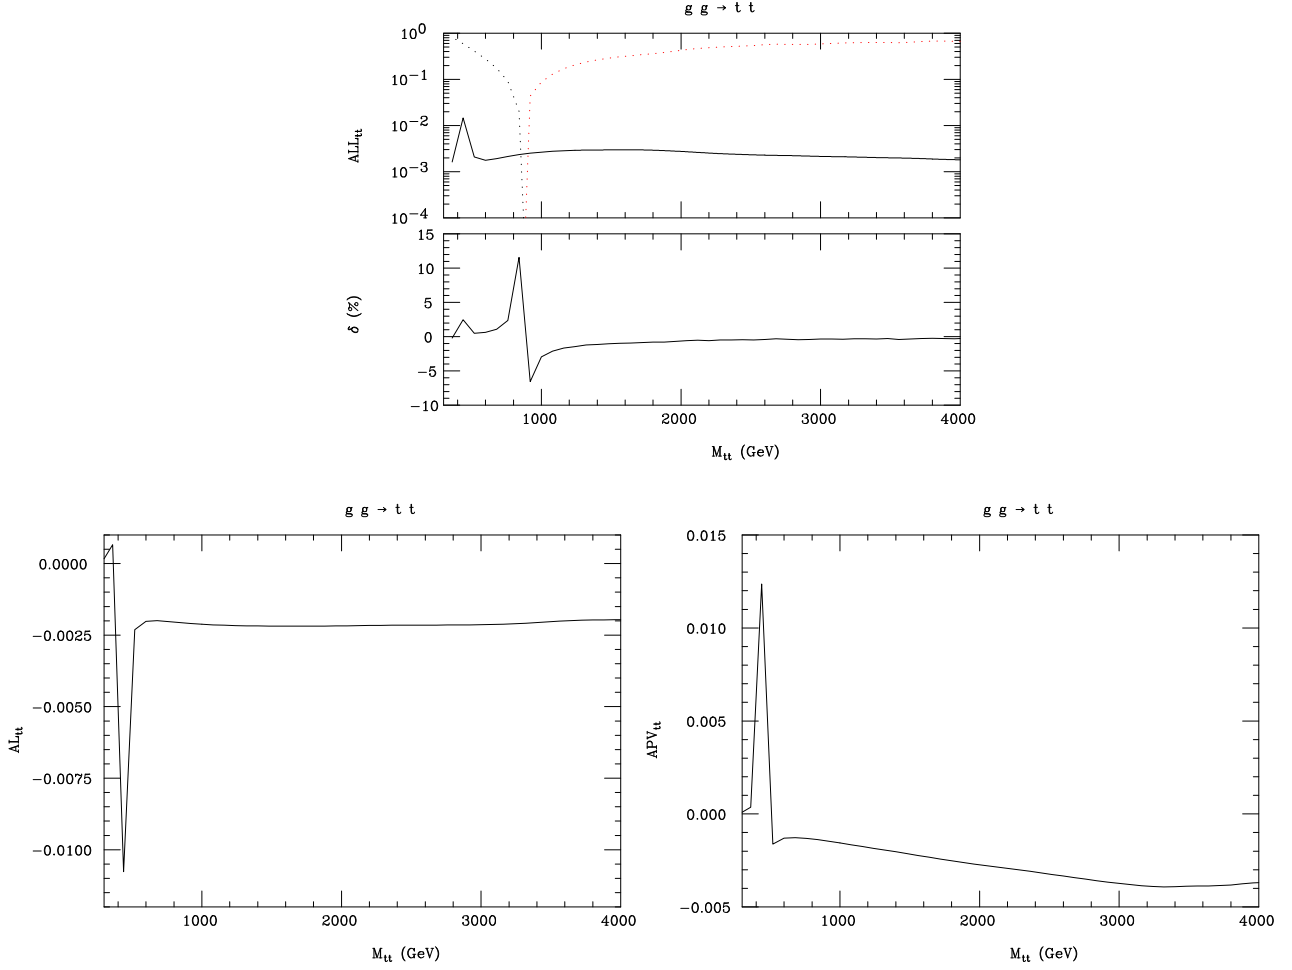 g g → t t
10^0
10^−1
10^−2
10^−3
10^−4
ALL_tt
15
10
5
0
−5
−10
δ (%)
1000 2000 3000 4000
M_tt (GeV)
g g → t t
0.0000
−0.0025
−0.0050
−0.0075
−0.0100
AL_tt
1000 2000 3000 4000
M_tt (GeV)
g g → t t
0.015
0.010
0.005
0.000
−0.005
APV_tt
1000 2000 3000 4000
M_tt (GeV)